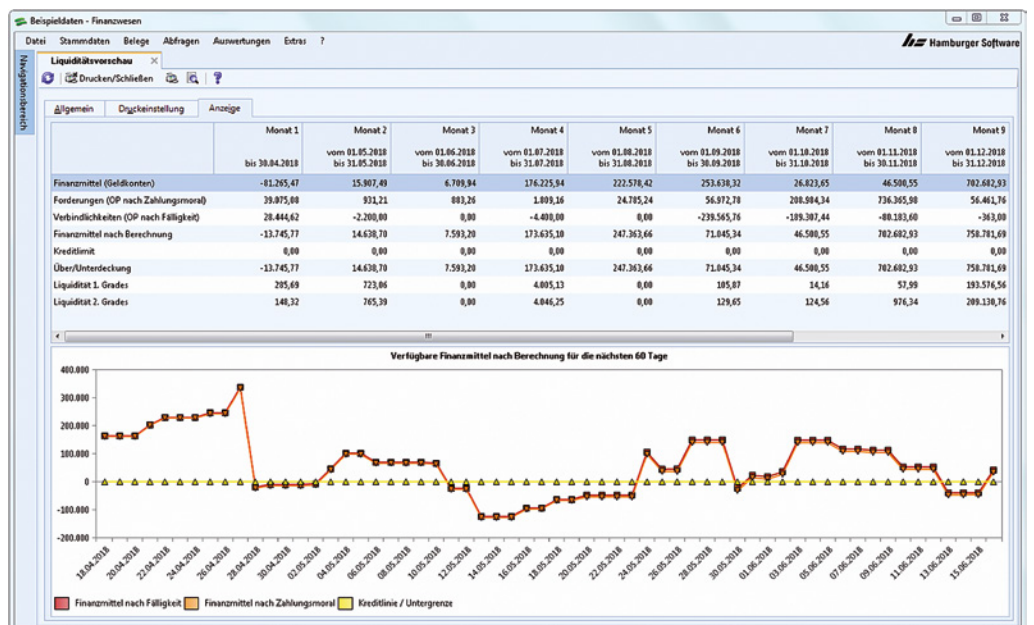 Beispieldaten - Finanzwesen
Datei Stammdaten Belege Abfragen Auswertungen Extras ?
Hamburger Software
Navigationsbereich
Liquiditätsvorschau
Drucken/Schließen
Allgemein Druckeinstellung Anzeige
Monat 1 Monat 2 Monat 3 Monat 4 Monat 5 Monat 6 Monat 7 Monat 8 Monat 9
vom 01.05.2018 vom 01.06.2018 vom 01.07.2018 vom 01.08.2018 vom 01.09.2018 vom 01.10.2018 vom 01.11.2018 vom 01.12.2018
bis 30.04.2018 bis 31.05.2018 bis 30.06.2018 bis 31.07.2018 bis 31.08.2018 bis 30.09.2018 bis 31.10.2018 bis 30.11.2018 bis 31.12.2018
Finanzmittel (Geldkonten) -81.265,47 15.907,49 6.709,94 176.225,94 222.578,42 253.638,32 26.823,65 46.500,55 702.682,93
Forderungen (OP nach Zahlungsmoral) 39.075,08 931,21 883,26 1.809,16 24.785,24 56.972,78 208.984,34 736.365,98 56.461,76
Verbindlichkeiten (OP nach Fälligkeit) 28.444,62 -2.200,00 0,00 -4.400,00 0,00 -239.565,76 -189.307,44 -80.183,60 -363,00
Finanzmittel nach Berechnung -13.745,77 14.638,70 7.593,20 173.635,10 247.363,66 71.045,34 46.500,55 702.682,93 758.781,69
Kreditlimit 0,00 0,00 0,00 0,00 0,00 0,00 0,00 0,00 0,00
Über/Unterdeckung -13.745,77 14.638,70 7.593,20 173.635,10 247.363,66 71.045,34 46.500,55 702.682,93 758.781,69
Liquidität 1. Grades 205,69 723,06 0,00 4.005,13 0,00 105,87 14,16 57,99 193.576,56
Liquidität 2. Grades 148,32 765,39 0,00 4.046,25 0,00 129,65 124,56 976,34 209.130,76
Verfügbare Finanzmittel nach Berechnung für die nächsten 60 Tage
400.000
300.000
200.000
100.000
0
-100.000
-200.000
18.04.2018 20.04.2018 22.04.2018 24.04.2018 26.04.2018 28.04.2018 30.04.2018 02.05.2018 04.05.2018 06.05.2018 08.05.2018 10.05.2018 12.05.2018 14.05.2018 16.05.2018 18.05.2018 20.05.2018 22.05.2018 24.05.2018 26.05.2018 28.05.2018 30.05.2018 01.06.2018 03.06.2018 05.06.2018 07.06.2018 09.06.2018 11.06.2018 13.06.2018 15.06.2018
Finanzmittel nach Fälligkeit Finanzmittel nach Zahlungsmoral Kreditlinie / Untergrenze